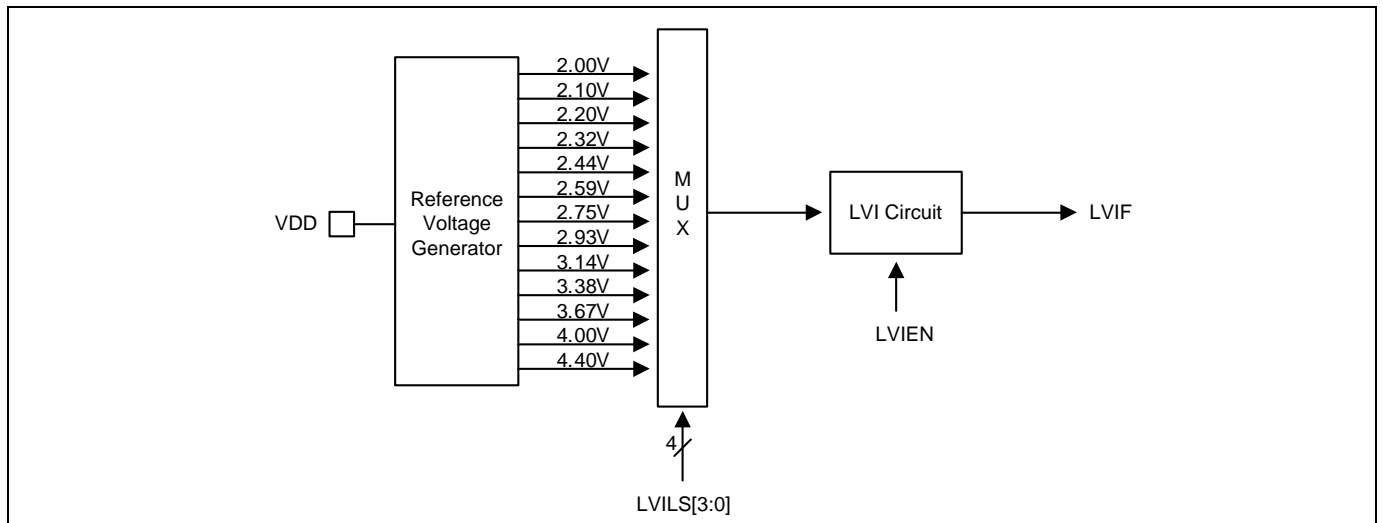 VDD
Reference
Voltage
Generator
2.00V
2.10V
2.20V
2.32V
2.44V
2.59V
2.75V
2.93V
3.14V
3.38V
3.67V
4.00V
4.40V
M
U
X
4
LVILS[3:0]
LVI Circuit
LVIEN
LVIF